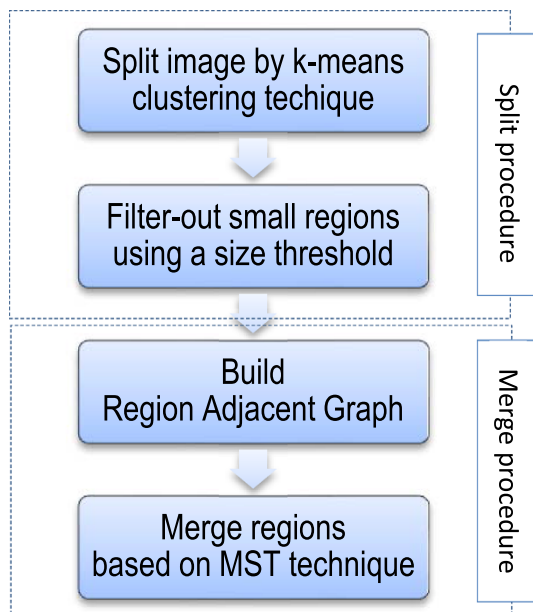 Split image by k-means
clustering techique
Filter-out small regions
using a size threshold
Split procedure
Build
Region Adjacent Graph
Merge regions
based on MST technique
Merge procedure